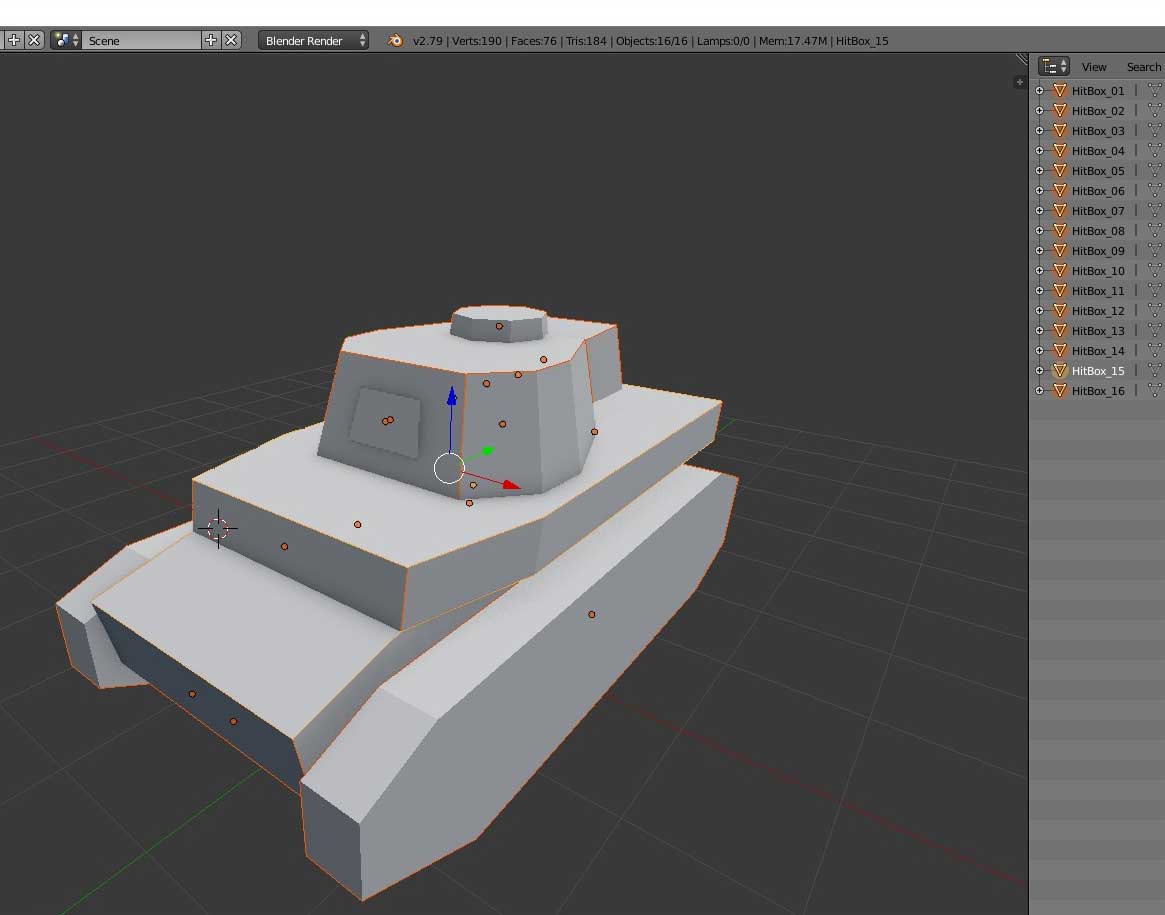 Scene
Blender Render
v2.79 | Verts:190 | Faces:76 | Tris:184 | Objects:16/16 | Lamps:0/0 | Mem:17.47M | HitBox_15
View Search
HitBox_01
HitBox_02
HitBox_03
HitBox_04
HitBox_05
HitBox_06
HitBox_07
HitBox_08
HitBox_09
HitBox_10
HitBox_11
HitBox_12
HitBox_13
HitBox_14
HitBox_15
HitBox_16